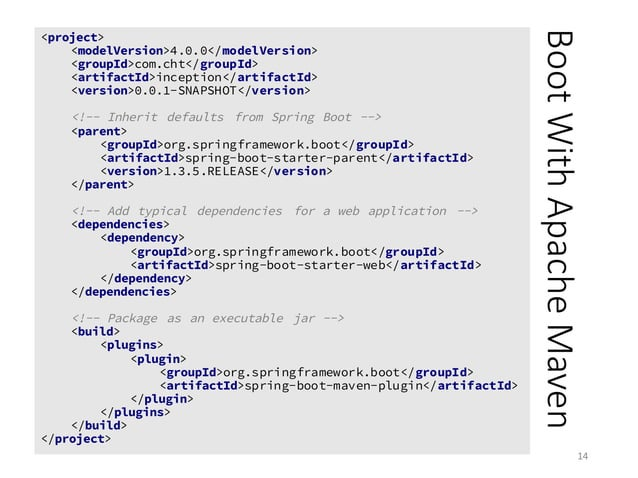 Boot With Apache Maven
<project>
<modelVersion>4.0.0</modelVersion>
<groupId>com.cht</groupId>
<artifactId>inception</artifactId>
<version>0.0.1-SNAPSHOT</version>
<!-- Inherit defaults from Spring Boot -->
<parent>
<groupId>org.springframework.boot</groupId>
<artifactId>spring-boot-starter-parent</artifactId>
<version>1.3.5.RELEASE</version>
</parent>
<!-- Add typical dependencies for a web application -->
<dependencies>
<dependency>
<groupId>org.springframework.boot</groupId>
<artifactId>spring-boot-starter-web</artifactId>
</dependency>
</dependencies>
<!-- Package as an executable jar -->
<build>
<plugins>
<plugin>
<groupId>org.springframework.boot</groupId>
<artifactId>spring-boot-maven-plugin</artifactId>
</plugin>
</plugins>
</build>
</project>
14